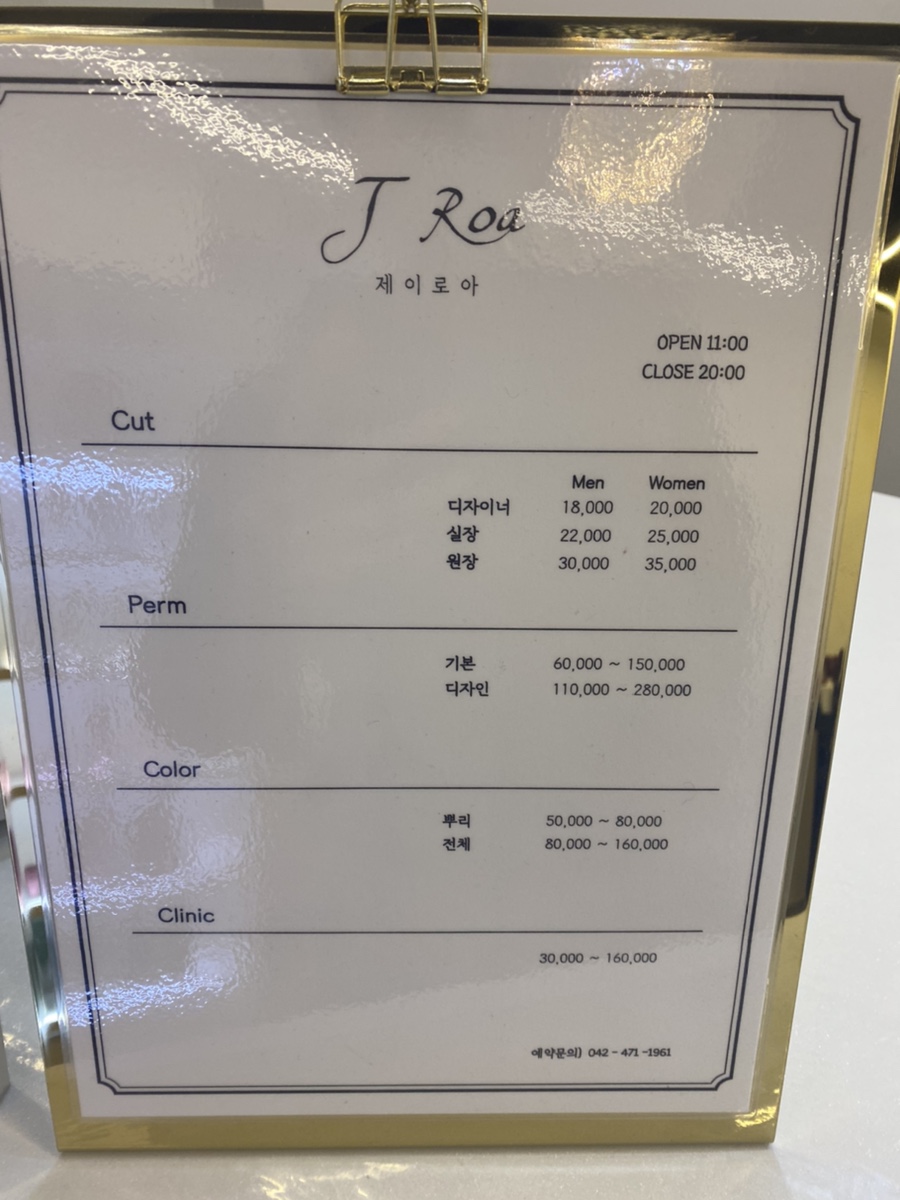 J Roa
제이로아
OPEN 11:00
CLOSE 20:00
Cut
Men Women
디자이너 18,000 20,000
실장 22,000 25,000
원장 30,000 35,000
Perm
기본 60,000 ~ 150,000
디자인 110,000 ~ 280,000
Color
뿌리 50,000 ~ 80,000
전체 80,000 ~ 160,000
Clinic
30,000 ~ 160,000
예약문의) 042 - 471 -1961